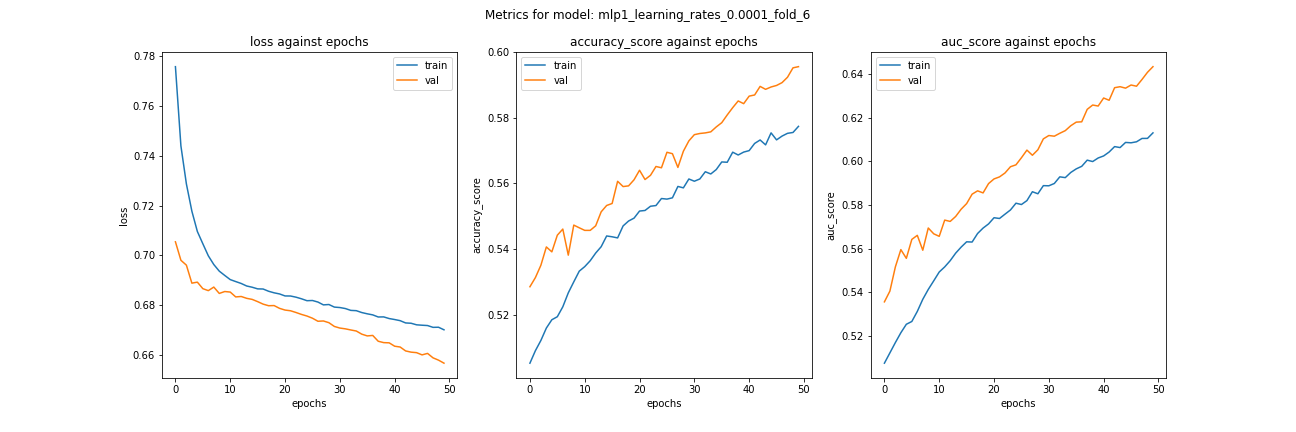 Metrics for model: mlp1_learning_rates_0.0001_fold_6
loss against epochs
0.78
0.76
0.74
0.72
0.70
0.68
0.66
loss
0
10
20
30
40
50
epochs
train
val
accuracy_score against epochs
0.60
0.58
0.56
0.54
0.52
accuracy_score
0
10
20
30
40
50
epochs
train
val
auc_score against epochs
0.64
0.62
0.60
0.58
0.56
0.54
0.52
auc_score
0
10
20
30
40
50
epochs
train
val